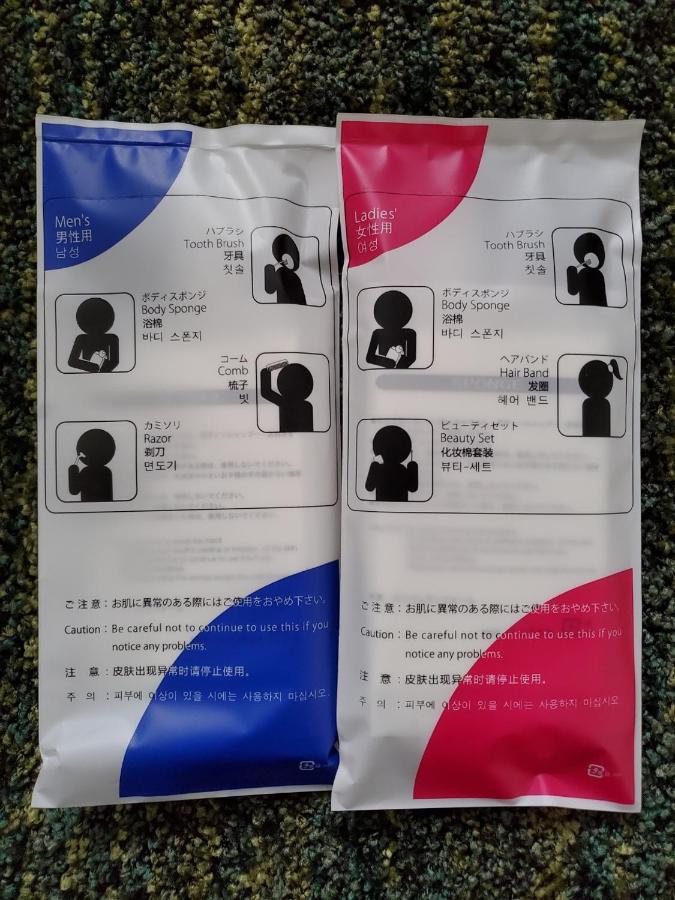 Men's
男性用
남성
ハブラシ
Tooth Brush
牙具
칫솔
ボディスポンジ
Body Sponge
浴棉
바디 스폰지
コーム
Comb
梳子
빗
カミソリ
Razor
剃刀
면도기
ご注意：お肌に異常のある際にはご使用をおやめ下さい。
Caution : Be careful not to continue to use this if you
notice any problems.
注 意：皮肤出现异常时请停止使用。
주 의 : 피부에 이상이 있을 시에는 사용하지 마십시오.
Ladies'
女性用
여성
ハブラシ
Tooth Brush
牙具
칫솔
ボディスポンジ
Body Sponge
浴棉
바디 스폰지
ヘアバンド
Hair Band
发圈
헤어 밴드
ビューティセット
Beauty Set
化妆棉套装
뷰티-세트
SPONGE
ご注意：お肌に異常のある際にはご使用をおやめ下さい。
Caution : Be careful not to continue to use this if you
notice any problems.
注 意：皮肤出现异常时请停止使用。
주 의 : 피부에 이상이 있을 시에는 사용하지 마십시오.